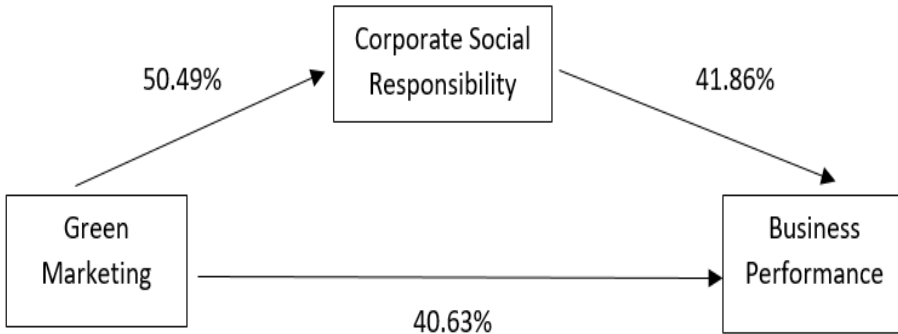 Corporate Social
Responsibility
50.49%
41.86%
Green
Marketing
Business
Performance
40.63%